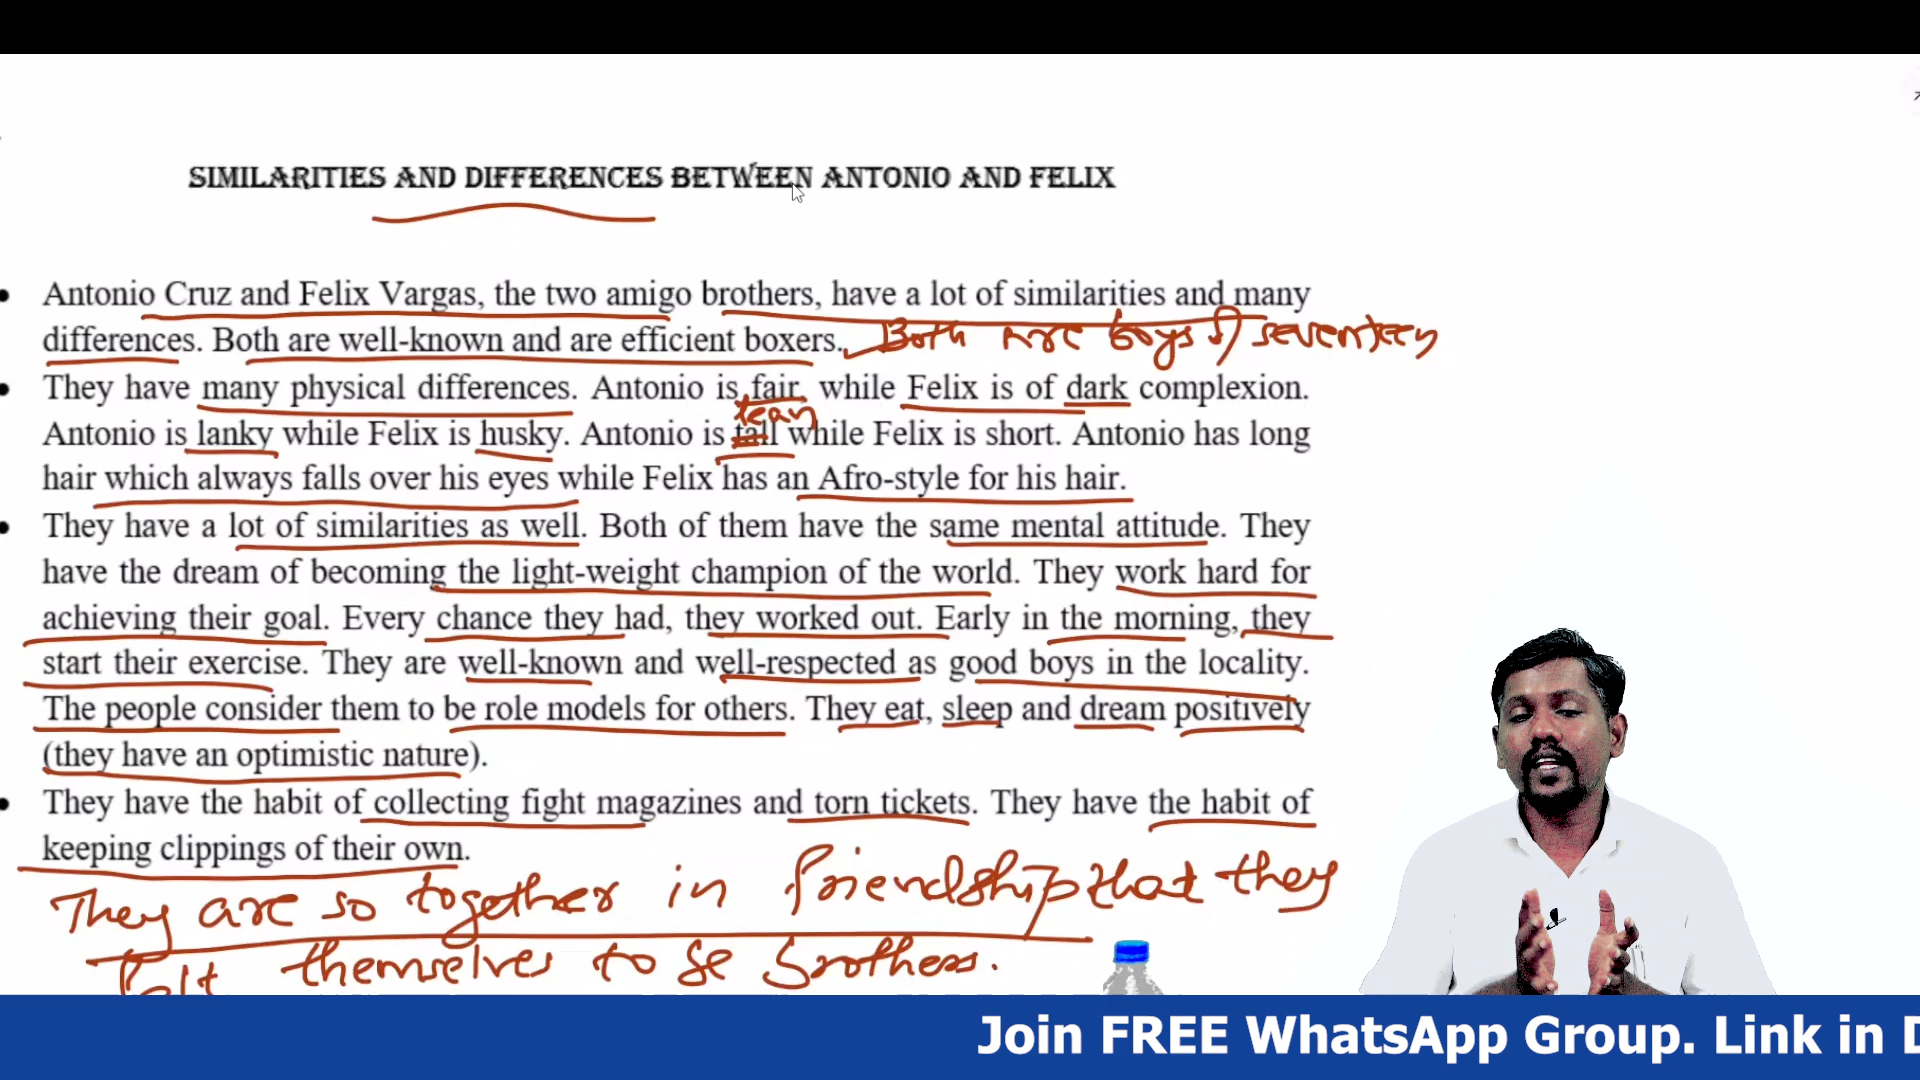 SIMILARITIES AND DIFFERENCES BETWEEN ANTONIO AND FELIX
• Antonio Cruz and Felix Vargas, the two amigo brothers, have a lot of similarities and many
differences. Both are well-known and are efficient boxers. Both are boys of seventeen
• They have many physical differences. Antonio is fair while Felix is of dark complexion.
lean
Antonio is lanky while Felix is husky. Antonio is tall while Felix is short. Antonio has long
hair which always falls over his eyes while Felix has an Afro-style for his hair.
• They have a lot of similarities as well. Both of them have the same mental attitude. They
have the dream of becoming the light-weight champion of the world. They work hard for
achieving their goal. Every chance they had, they worked out. Early in the morning, they
start their exercise. They are well-known and well-respected as good boys in the locality.
The people consider them to be role models for others. They eat, sleep and dream positively
(they have an optimistic nature).
• They have the habit of collecting fight magazines and torn tickets. They have the habit of
keeping clippings of their own.
They are so together in friendship that they
felt themselves to be brothers.
Join FREE WhatsApp Group. Link in D